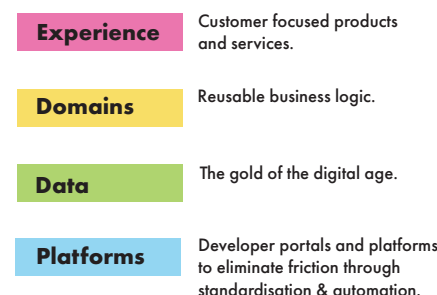 Experience
Customer focused products
and services.
Domains
Reusable business logic.
Data
The gold of the digital age.
Platforms
Developer portals and platforms
to eliminate friction through
standardisation & automation.